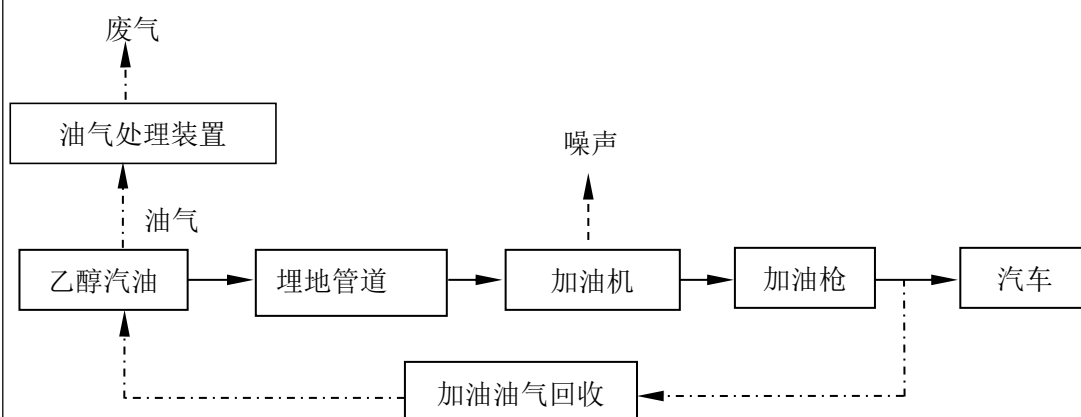 废气
油气处理装置
噪声
油气
乙醇汽油
埋地管道
加油机
加油枪
汽车
加油油气回收